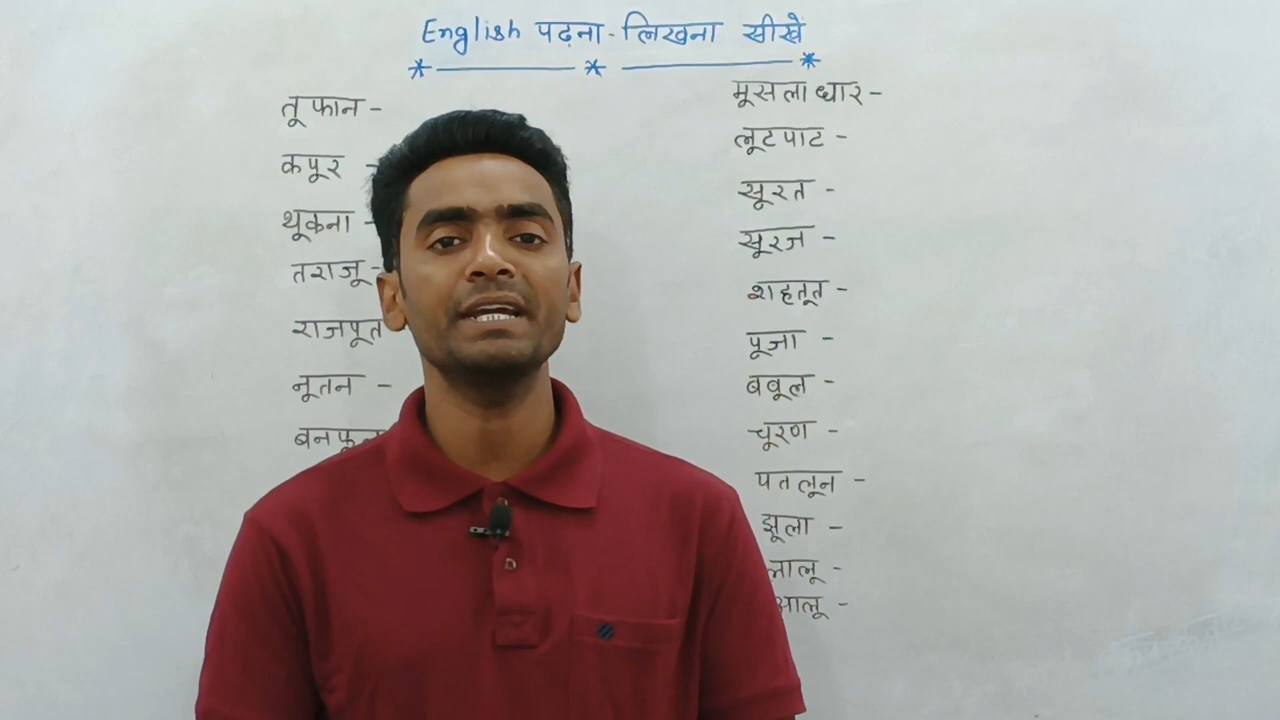 English पढ़ना-लिखना सीखे
तूफान -
कपूर -
थूकना -
तराजू -
राजपूत
नूतन -
मूसलाधार -
लूटपाट -
सूरत -
सूरज -
शहतूत -
पूजा -
बबूल -
चूरण -
पतलून -
झूला -
लालू -
आलू -